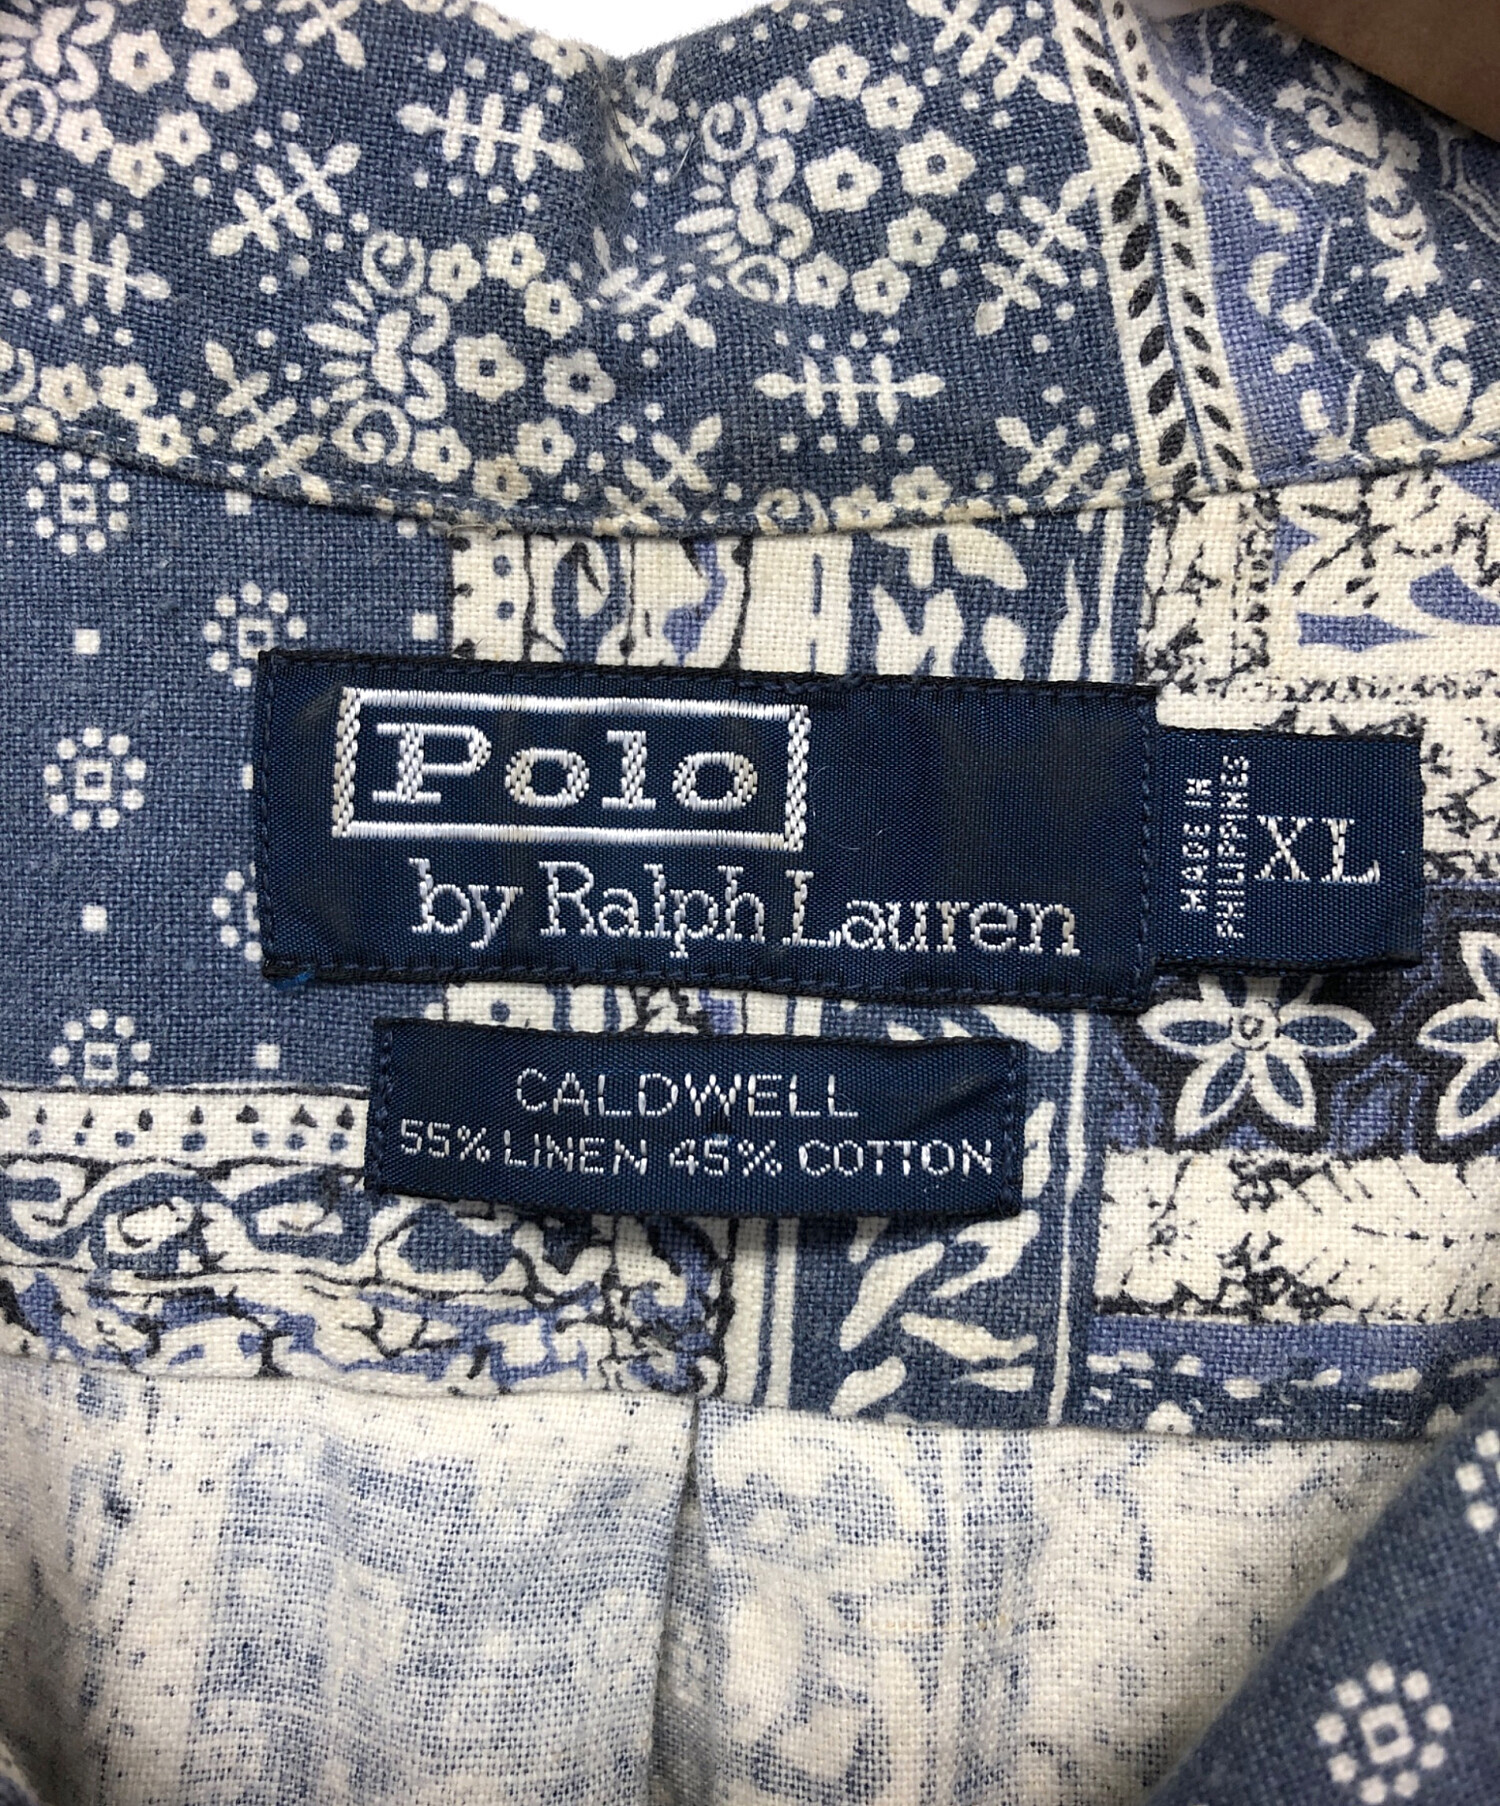 Polo
by Ralph Lauren
MADE IN
PHILIPPINES
XL
CALDWELL
55% LINEN 45% COTTON